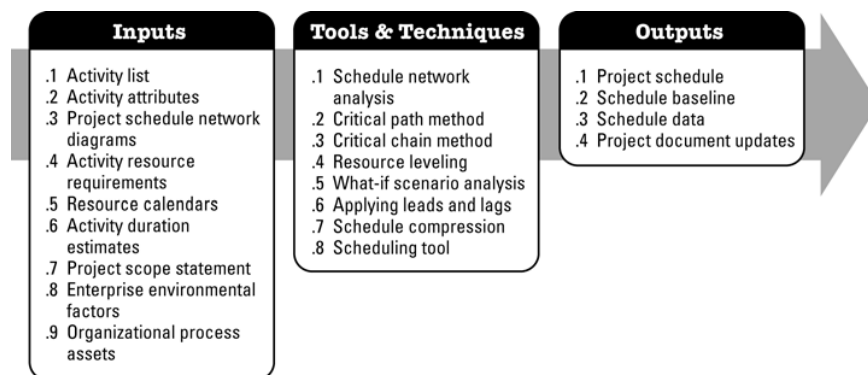 Inputs
.1 Activity list
.2 Activity attributes
.3 Project schedule network
diagrams
.4 Activity resource
requirements
.5 Resource calendars
.6 Activity duration
estimates
.7 Project scope statement
.8 Enterprise environmental
factors
.9 Organizational process
assets
Tools & Techniques
.1 Schedule network
analysis
.2 Critical path method
.3 Critical chain method
.4 Resource leveling
.5 What-if scenario analysis
.6 Applying leads and lags
.7 Schedule compression
.8 Scheduling tool
Outputs
.1 Project schedule
.2 Schedule baseline
.3 Schedule data
.4 Project document updates